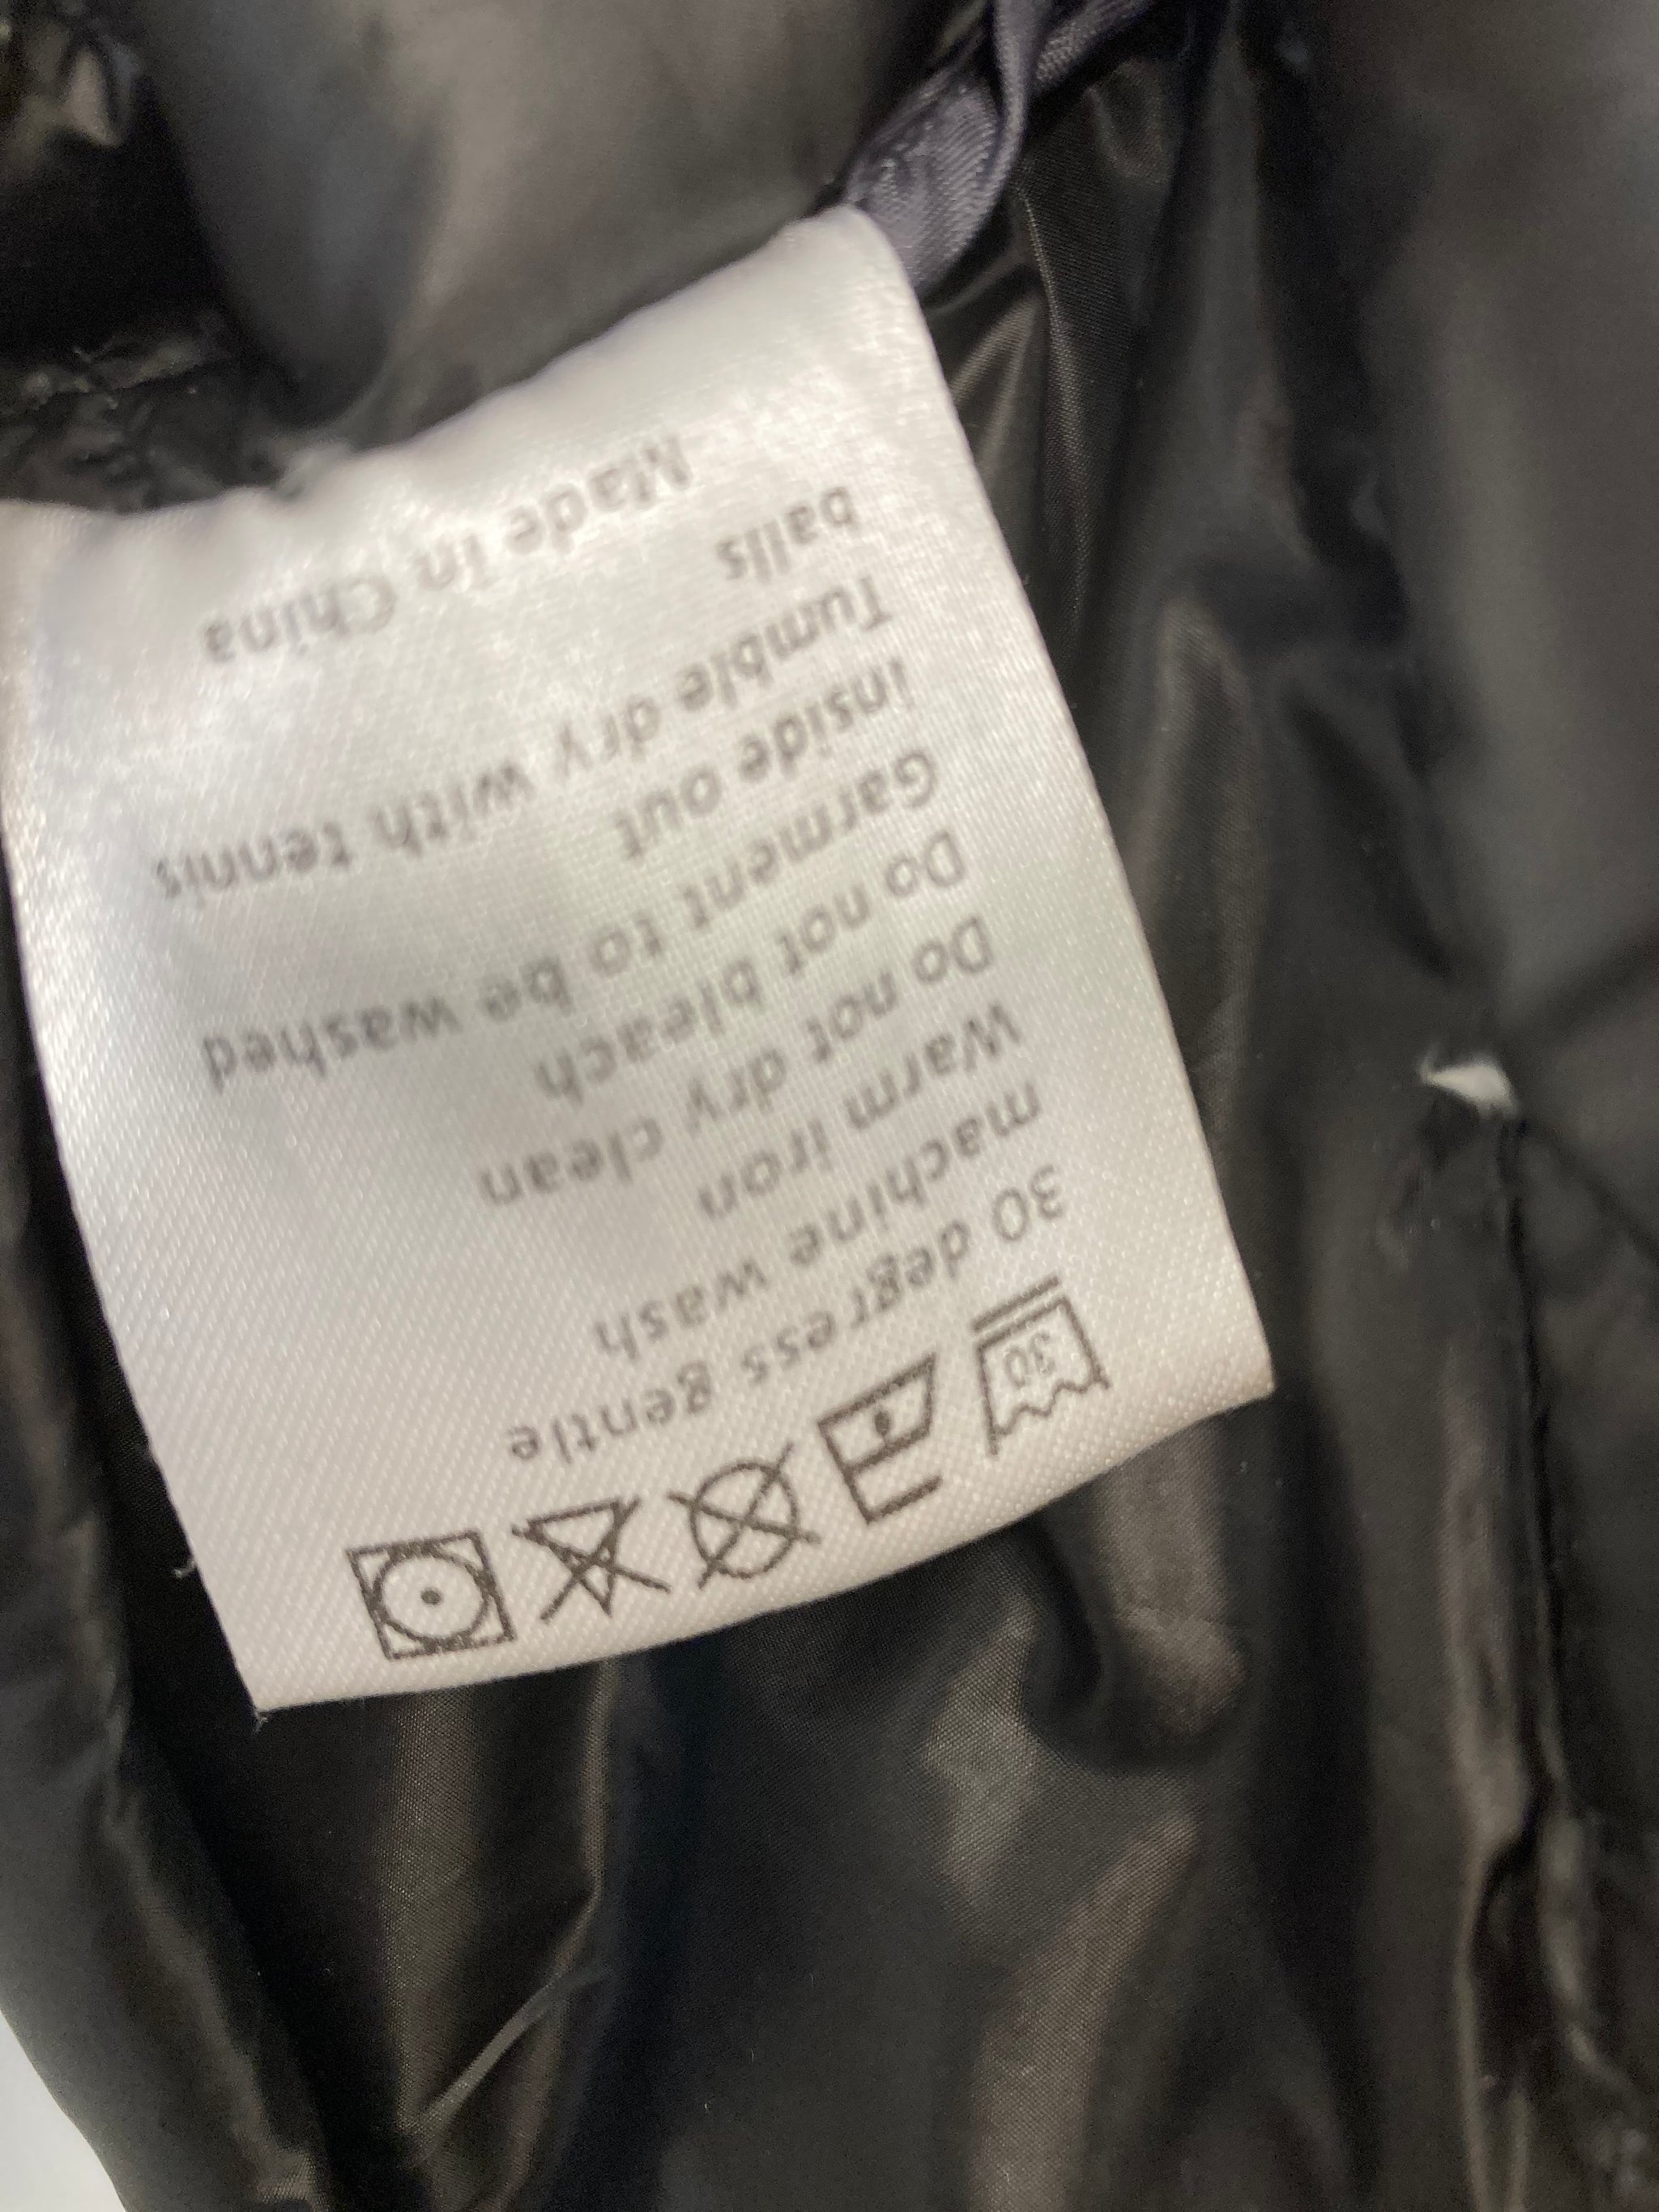 30
30 degress gentle
machine wash
Warm iron
Do not dry clean
Do not bleach
Garment to be washed
inside out
Tumble dry with tennis
balls
Made in China